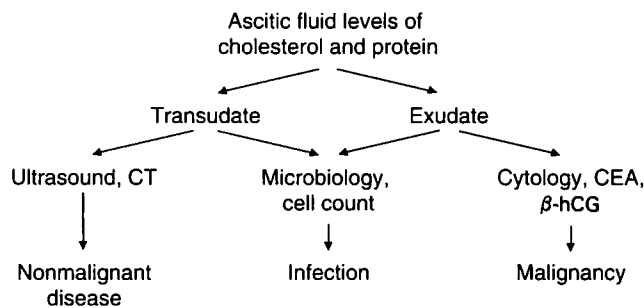 Ascitic fluid levels of
cholesterol and protein
Transudate
Exudate
Ultrasound, CT
Microbiology,
cell count
Cytology, CEA,
β-hCG
Nonmalignant
disease
Infection
Malignancy